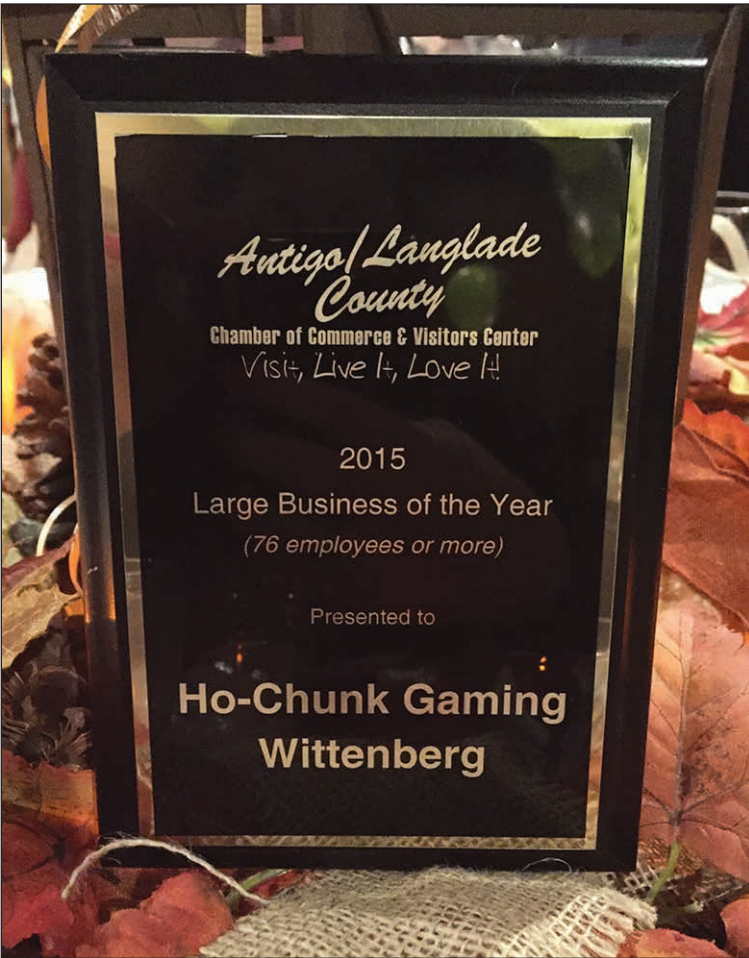 Antigo/Langlade
County
Chamber of Commerce & Visitors Center
Visit, Live It, Love It!
2015
Large Business of the Year
(76 employees or more)
Presented to
Ho-Chunk Gaming
Wittenberg